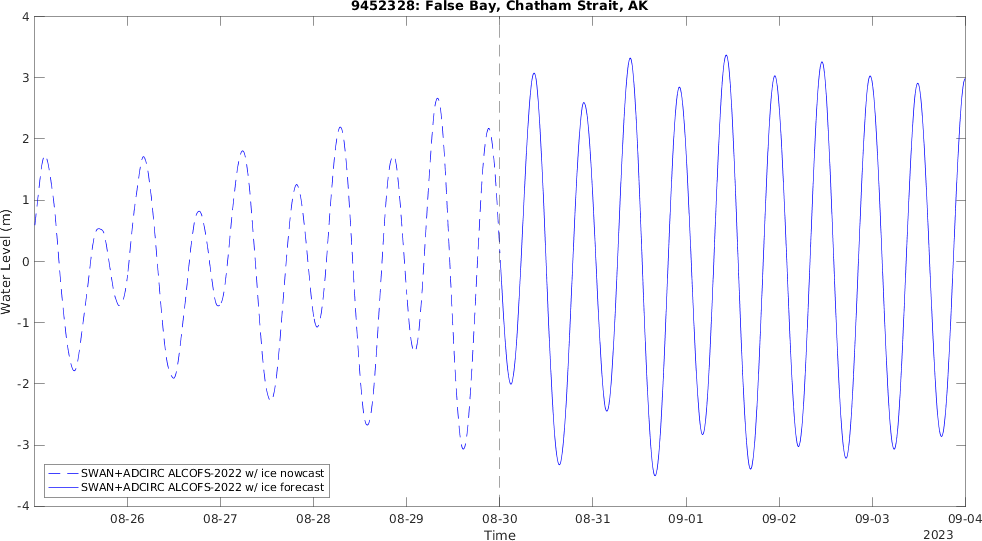 9452328: False Bay, Chatham Strait, AK
4
3
2
1
0
-1
-2
-3
-4
Water Level (m)
SWAN+ADCIRC ALCOFS-2022 w/ ice nowcast
SWAN+ADCIRC ALCOFS-2022 w/ ice forecast
08-26 08-27 08-28 08-29 08-30 08-31 09-01 09-02 09-03 09-04
Time
2023